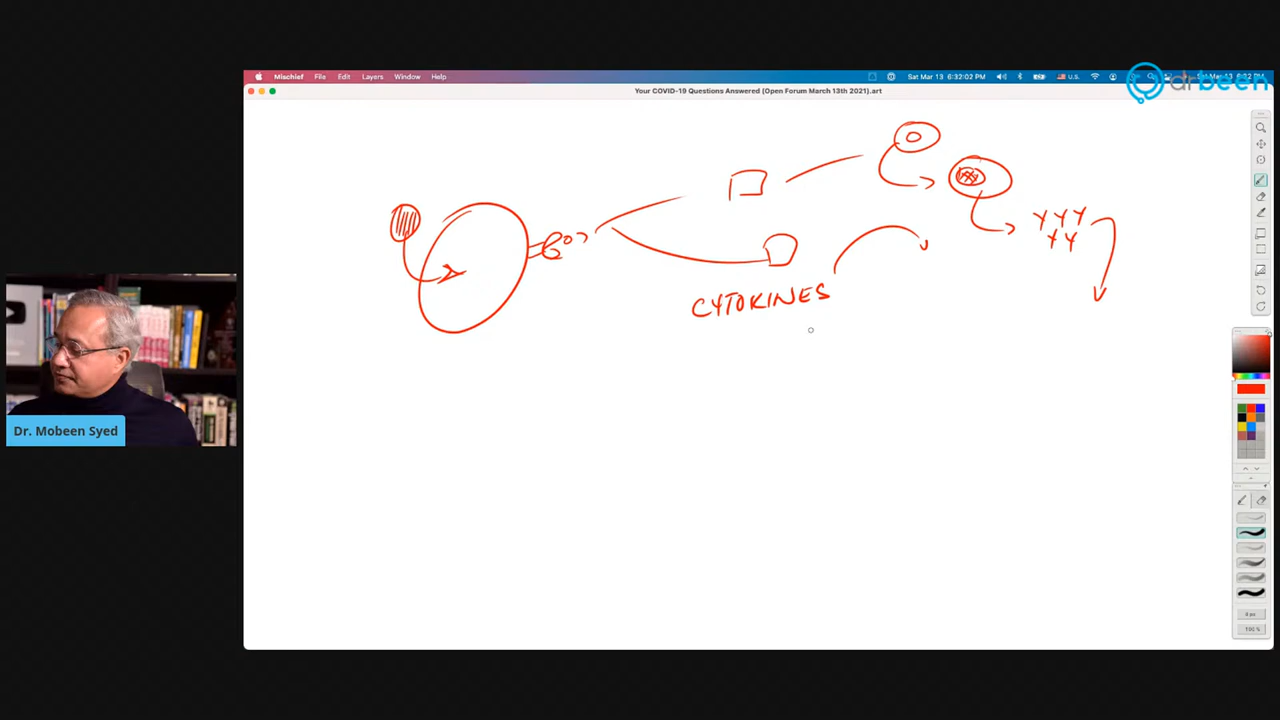 Mischief File Edit Layers Window Help
U.S. Sat Mar 13 6:32:02 PM
drbeen
Your COVID-19 Questions Answered (Open Forum March 13th 2021).art
Y Y Y
Y Y
CYTOKINES
Dr. Mobeen Syed